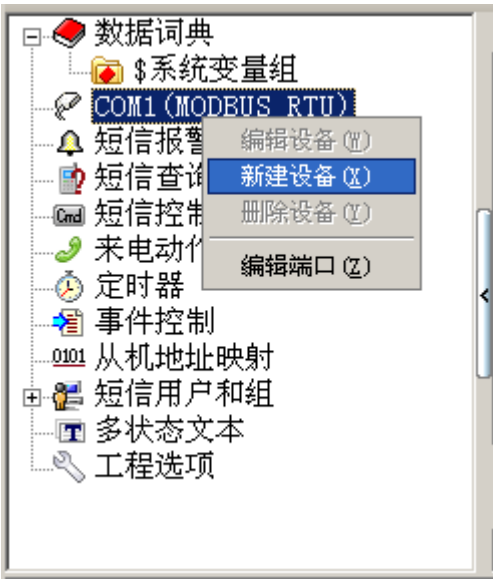 数据词典
$系统变量组
COM1(MODBUS RTU)
短信报警
编辑设备(W)
短信查询
新建设备(X)
Cmd 短信控制
删除设备(Y)
来电动作
编辑端口(Z)
定时器
事件控制
0101 从机地址映射
短信用户和组
T 多状态文本
工程选项